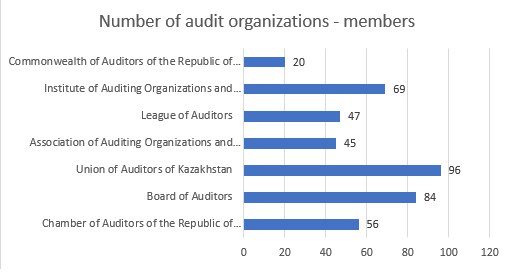 Number of audit organizations - members
Commonwealth of Auditors of the Republic of... 20
Institute of Auditing Organizations and... 69
League of Auditors 47
Association of Auditing Organizations and... 45
Union of Auditors of Kazakhstan 96
Board of Auditors 84
Chamber of Auditors of the Republic of... 56
0 20 40 60 80 100 120